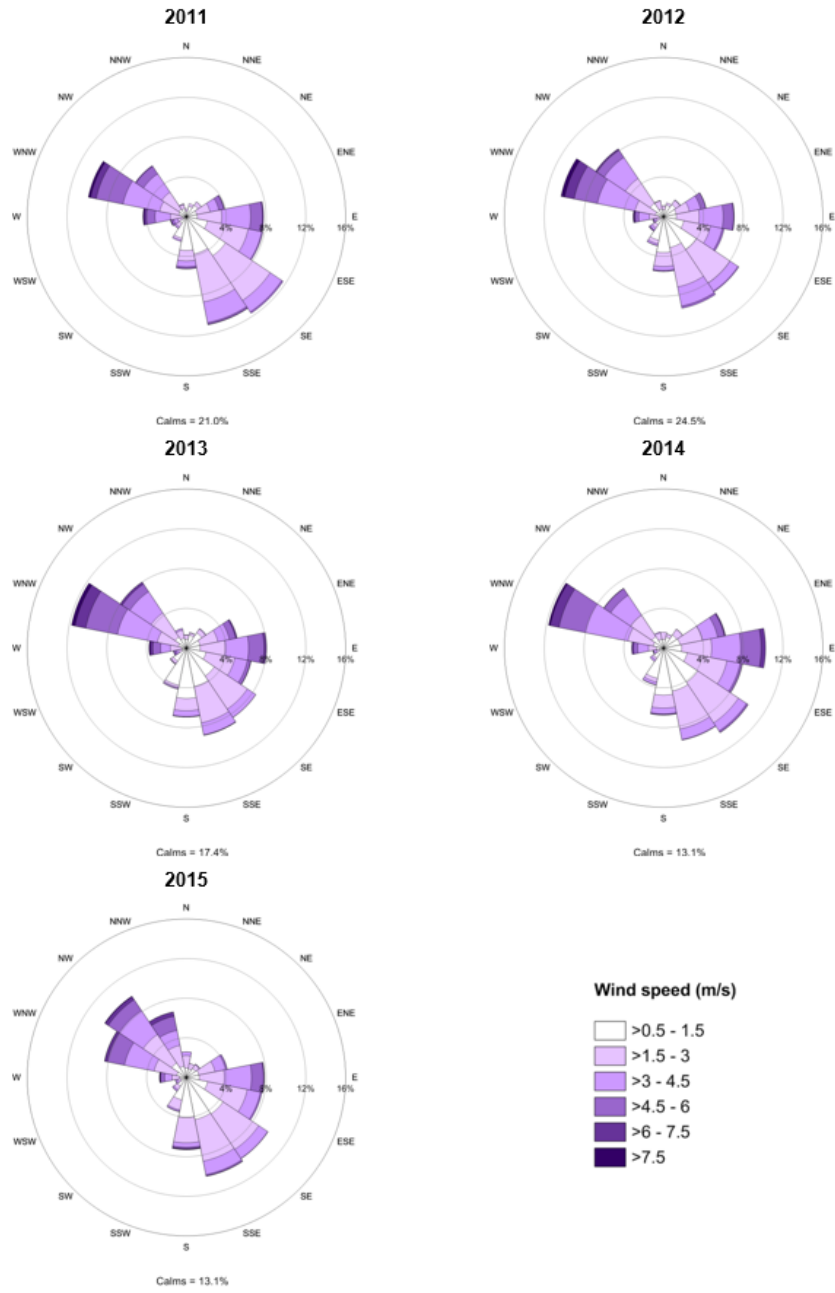 2011
2012
N
NNW
NNE
NW
NE
WNW
ENE
W
4%
8%
12%
16%
E
WSW
ESE
SW
SE
SSW
SSE
S
Calms = 21.0%
N
NNW
NNE
NW
NE
WNW
ENE
W
4%
8%
12%
16%
E
WSW
ESE
SW
SE
SSW
SSE
S
Calms = 24.5%
2013
2014
N
NNW
NNE
NW
NE
WNW
ENE
W
4%
8%
12%
16%
E
WSW
ESE
SW
SE
SSW
SSE
S
Calms = 17.4%
N
NNW
NNE
NW
NE
WNW
ENE
W
4%
8%
12%
16%
E
WSW
ESE
SW
SE
SSW
SSE
S
Calms = 13.1%
2015
N
NNW
NNE
NW
NE
WNW
ENE
W
4%
8%
12%
16%
E
WSW
ESE
SW
SE
SSW
SSE
S
Calms = 13.1%
Wind speed (m/s)
>0.5 - 1.5
>1.5 - 3
>3 - 4.5
>4.5 - 6
>6 - 7.5
>7.5